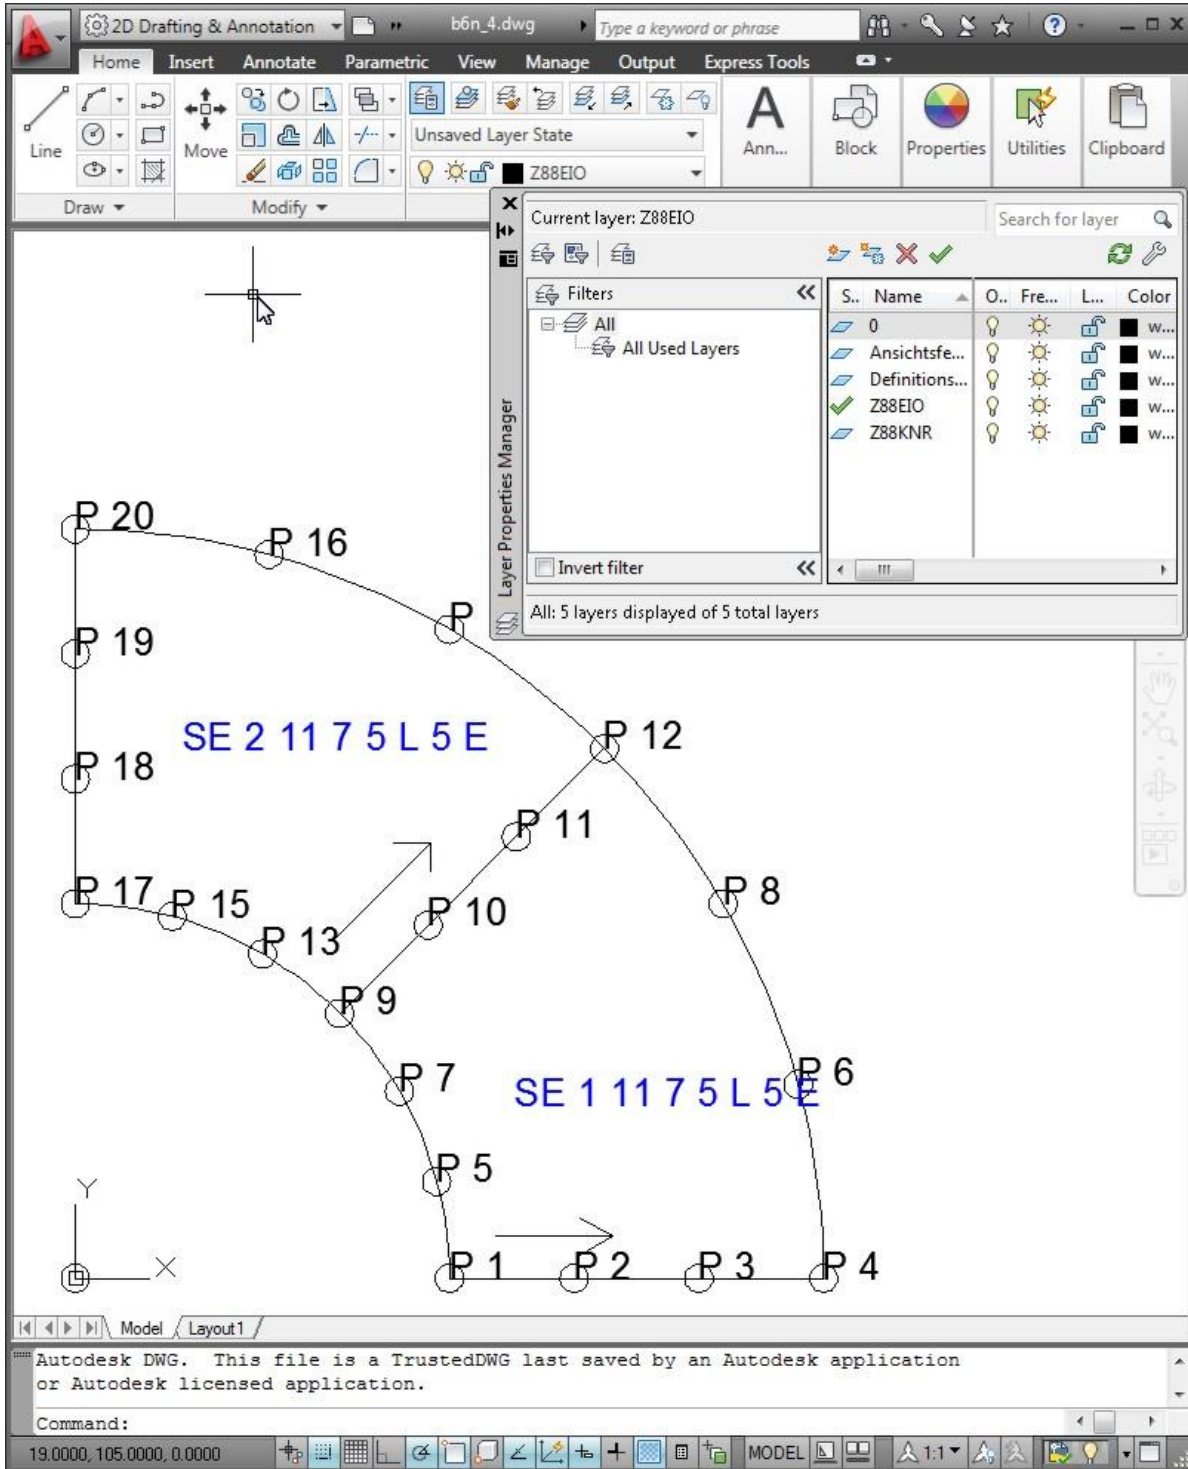 2D Drafting & Annotation
b6n_4.dwg
Type a keyword or phrase
Home Insert Annotate Parametric View Manage Output Express Tools
Line
Move
Unsaved Layer State
Z88EIO
A
Ann...
Block
Properties
Utilities
Clipboard
Draw
Modify
Current layer: Z88EIO
Search for layer
Filters
All
All Used Layers
S.. Name O.. Fre... L... Color
0 w...
Ansichtsfe... w...
Definitions... w...
Z88EIO w...
Z88KNR w...
Layer Properties Manager
Invert filter
All: 5 layers displayed of 5 total layers
P 20
P 16
P
P 19
SE 2 11 7 5 L 5 E
P 12
P 18
P 11
P 17
P 15
P 10
P 8
P 13
P 9
P 7
P 6
SE 1 11 7 5 L 5 E
P 5
Y
X
P 1
P 2
P 3
P 4
Model Layout1
Autodesk DWG. This file is a TrustedDWG last saved by an Autodesk application
or Autodesk licensed application.
Command:
19.0000, 105.0000, 0.0000
MODEL
1:1